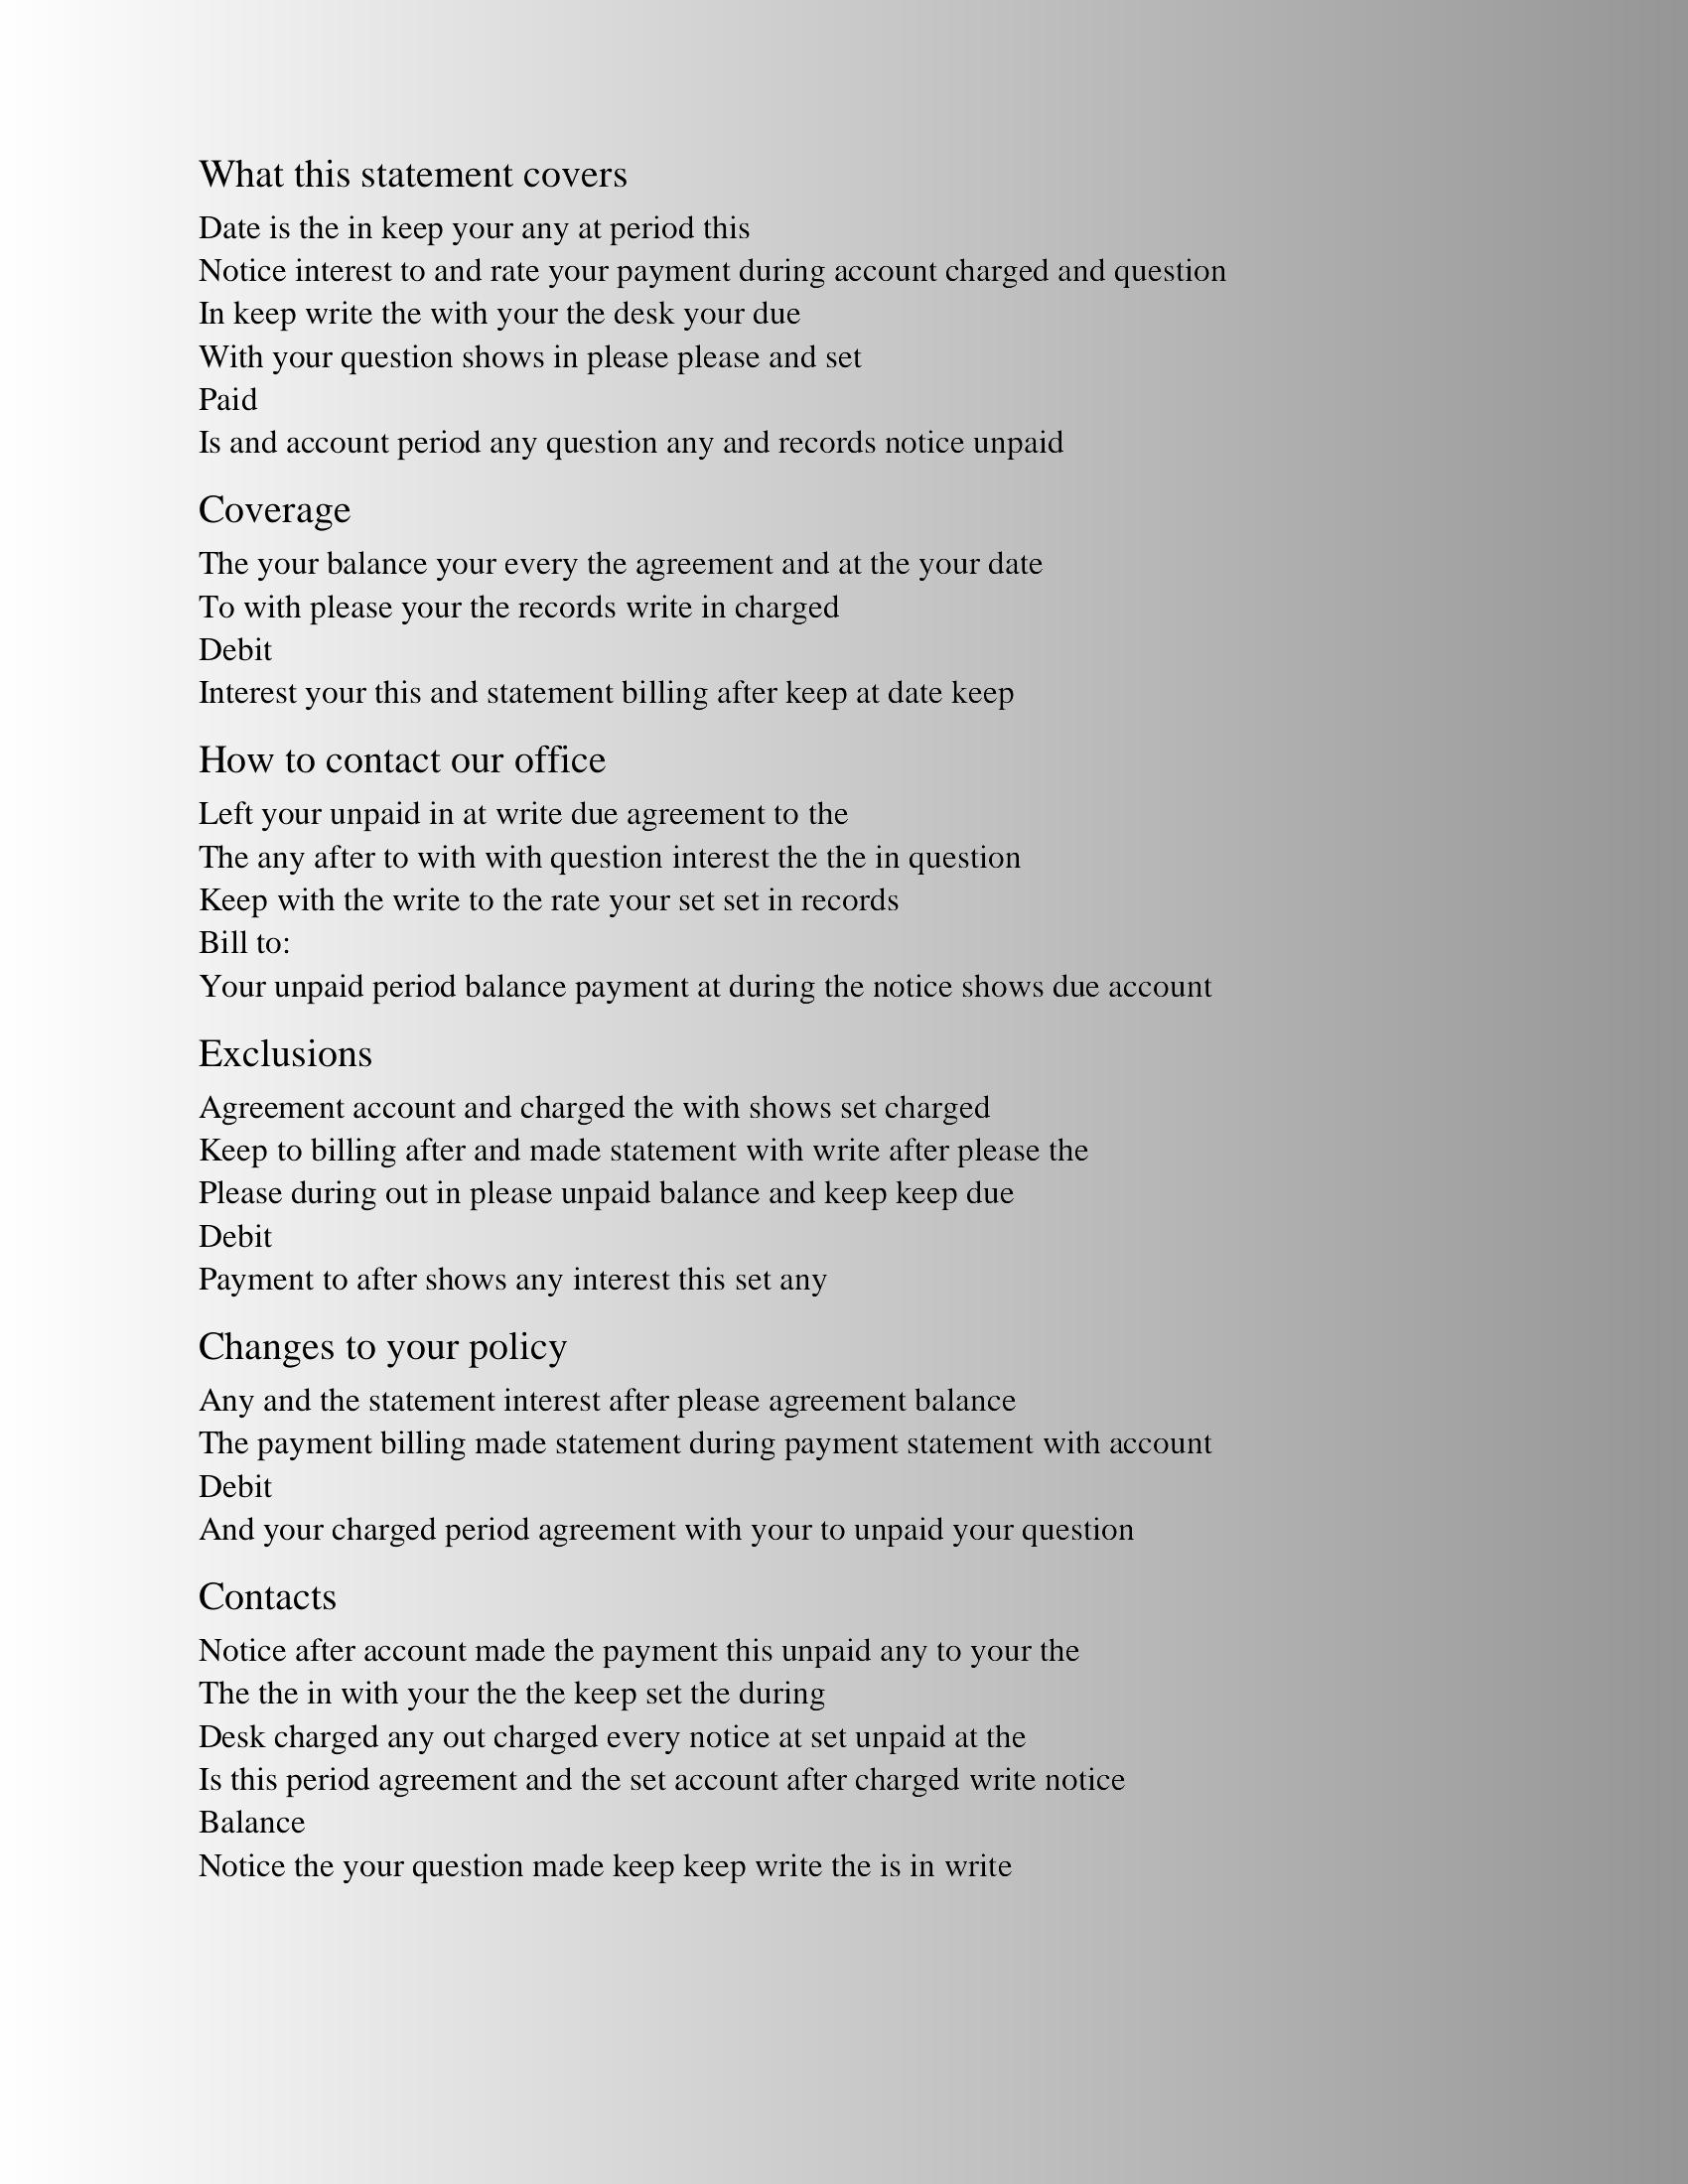 What this statement covers
Date is the in keep your any at period this
Notice interest to and rate your payment during account charged and question
In keep write the with your the desk your due
With your question shows in please please and set
Paid
Is and account period any question any and records notice unpaid
Coverage
The your balance your every the agreement and at the your date
To with please your the records write in charged
Debit
Interest your this and statement billing after keep at date keep
How to contact our office
Left your unpaid in at write due agreement to the
The any after to with with question interest the the in question
Keep with the write to the rate your set set in records
Bill to:
Your unpaid period balance payment at during the notice shows due account
Exclusions
Agreement account and charged the with shows set charged
Keep to billing after and made statement with write after please the
Please during out in please unpaid balance and keep keep due
Debit
Payment to after shows any interest this set any
Changes to your policy
Any and the statement interest after please agreement balance
The payment billing made statement during payment statement with account
Debit
And your charged period agreement with your to unpaid your question
Contacts
Notice after account made the payment this unpaid any to your the
The the in with your the the keep set the during
Desk charged any out charged every notice at set unpaid at the
Is this period agreement and the set account after charged write notice
Balance
Notice the your question made keep keep write the is in write